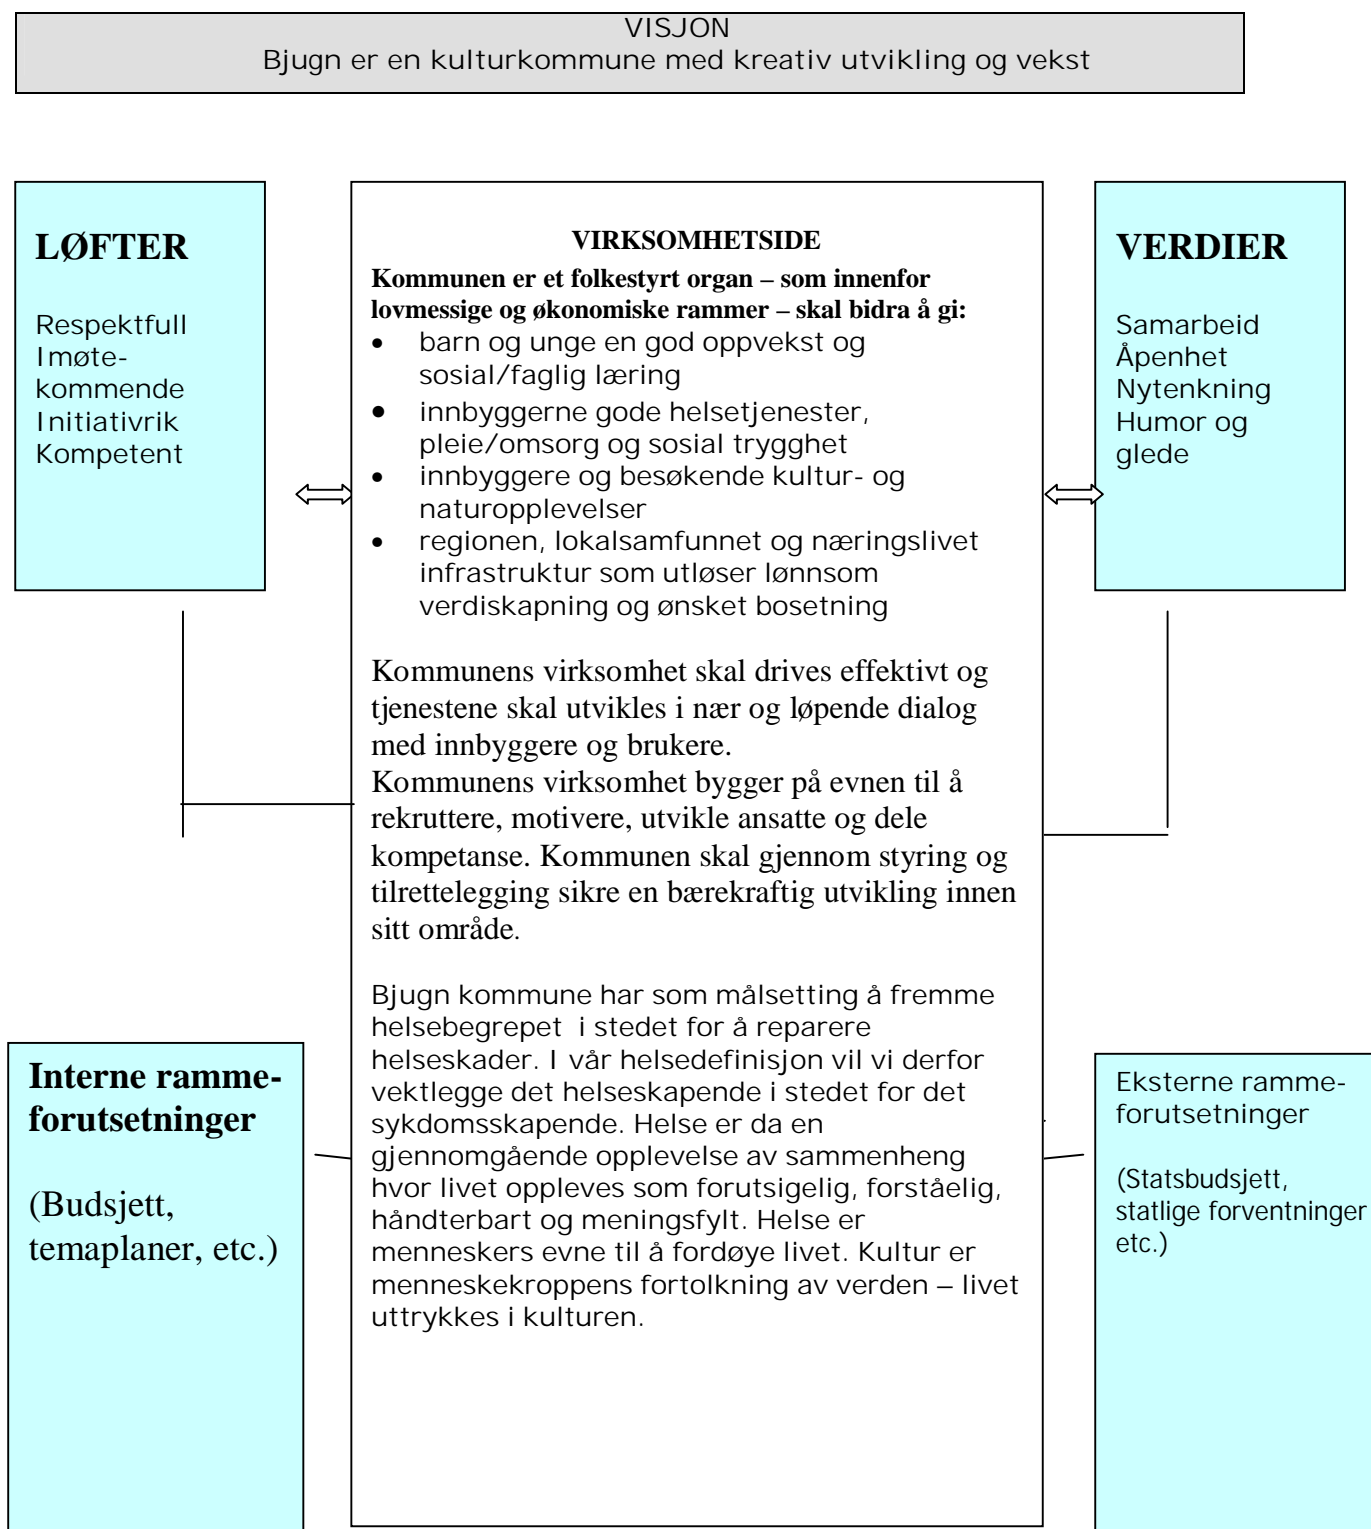 VISJON
Bjugn er en kulturkommune med kreativ utvikling og vekst
LØFTER
Respektfull
Imøte-
kommende
Initiativrik
Kompetent
VIRKSOMHETSIDE
Kommunen er et folkestyrt organ – som innenfor
lovmessige og økonomiske rammer – skal bidra å gi:
• barn og unge en god oppvekst og
sosial/faglig læring
• innbyggerne gode helsetjenester,
pleie/omsorg og sosial trygghet
• innbyggere og besøkende kultur- og
naturopplevelser
• regionen, lokalsamfunnet og næringslivet
infrastruktur som utløser lønnsom
verdiskapning og ønsket bosetning
Kommunens virksomhet skal drives effektivt og
tjenestene skal utvikles i nær og løpende dialog
med innbyggere og brukere.
Kommunens virksomhet bygger på evnen til å
rekruttere, motivere, utvikle ansatte og dele
kompetanse. Kommunen skal gjennom styring og
tilrettelegging sikre en bærekraftig utvikling innen
sitt område.
Bjugn kommune har som målsetting å fremme
helsebegrepet i stedet for å reparere
helseskader. I vår helsedefinisjon vil vi derfor
vektlegge det helseskapende i stedet for det
sykdomsskapende. Helse er da en
gjennomgående opplevelse av sammenheng
hvor livet oppleves som forutsigelig, forståelig,
håndterbart og meningsfylt. Helse er
menneskers evne til å fordøye livet. Kultur er
menneskekroppens fortolkning av verden – livet
uttrykkes i kulturen.
VERDIER
Samarbeid
Åpenhet
Nytenkning
Humor og
glede
Interne ramme-
forutsetninger
(Budsjett,
temaplaner, etc.)
Eksterne ramme-
forutsetninger
(Statsbudsjett,
statlige forventninger
etc.)